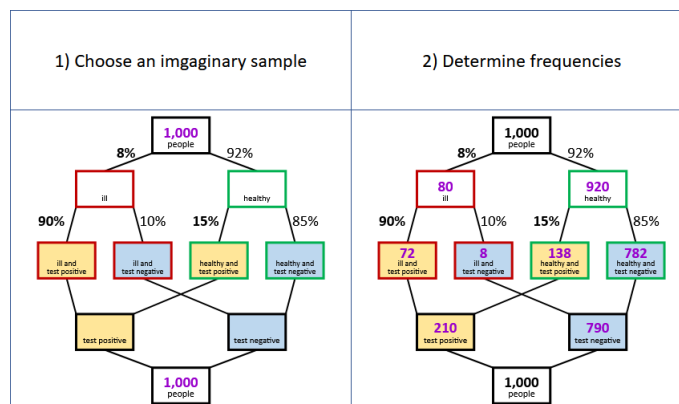 1) Choose an imgaginary sample
2) Determine frequencies
1,000
people
8%
92%
ill
healthy
90%
10%
15%
85%
ill and
test positive
ill and
test negative
healthy and
test positive
healthy and
test negative
test positive
test negative
1,000
people
1,000
people
8%
92%
80
ill
920
healthy
90%
10%
15%
85%
72
ill and
test positive
8
ill and
test negative
138
healthy and
test positive
782
healthy and
test negative
210
test positive
790
test negative
1,000
people